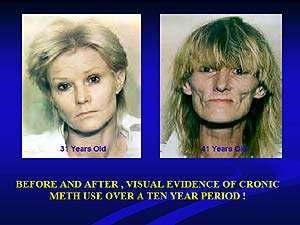 31 Years Old
41 Years Old
BEFORE AND AFTER , VISUAL EVIDENCE OF CRONIC
METH USE OVER A TEN YEAR PERIOD !